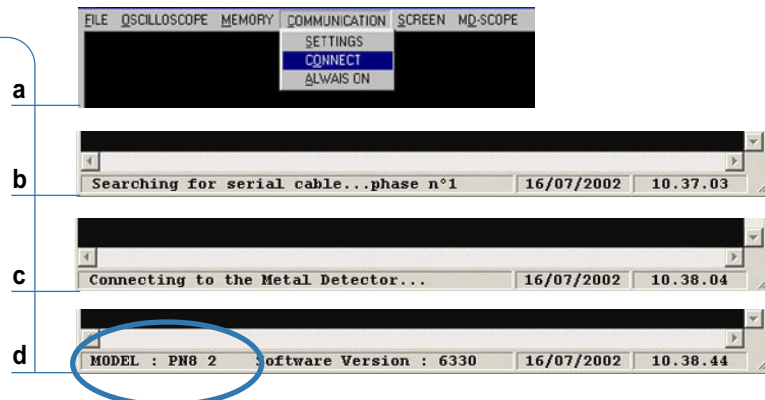 FILE OSCILLOSCOPE MEMORY COMMUNICATION SCREEN MD-SCOPE
SETTINGS
CONNECT
ALWAIS ON
a
b
Searching for serial cable...phase n°1 16/07/2002 10.37.03
c
Connecting to the Metal Detector... 16/07/2002 10.38.04
d
MODEL : PN8 2 Software Version : 6330 16/07/2002 10.38.44